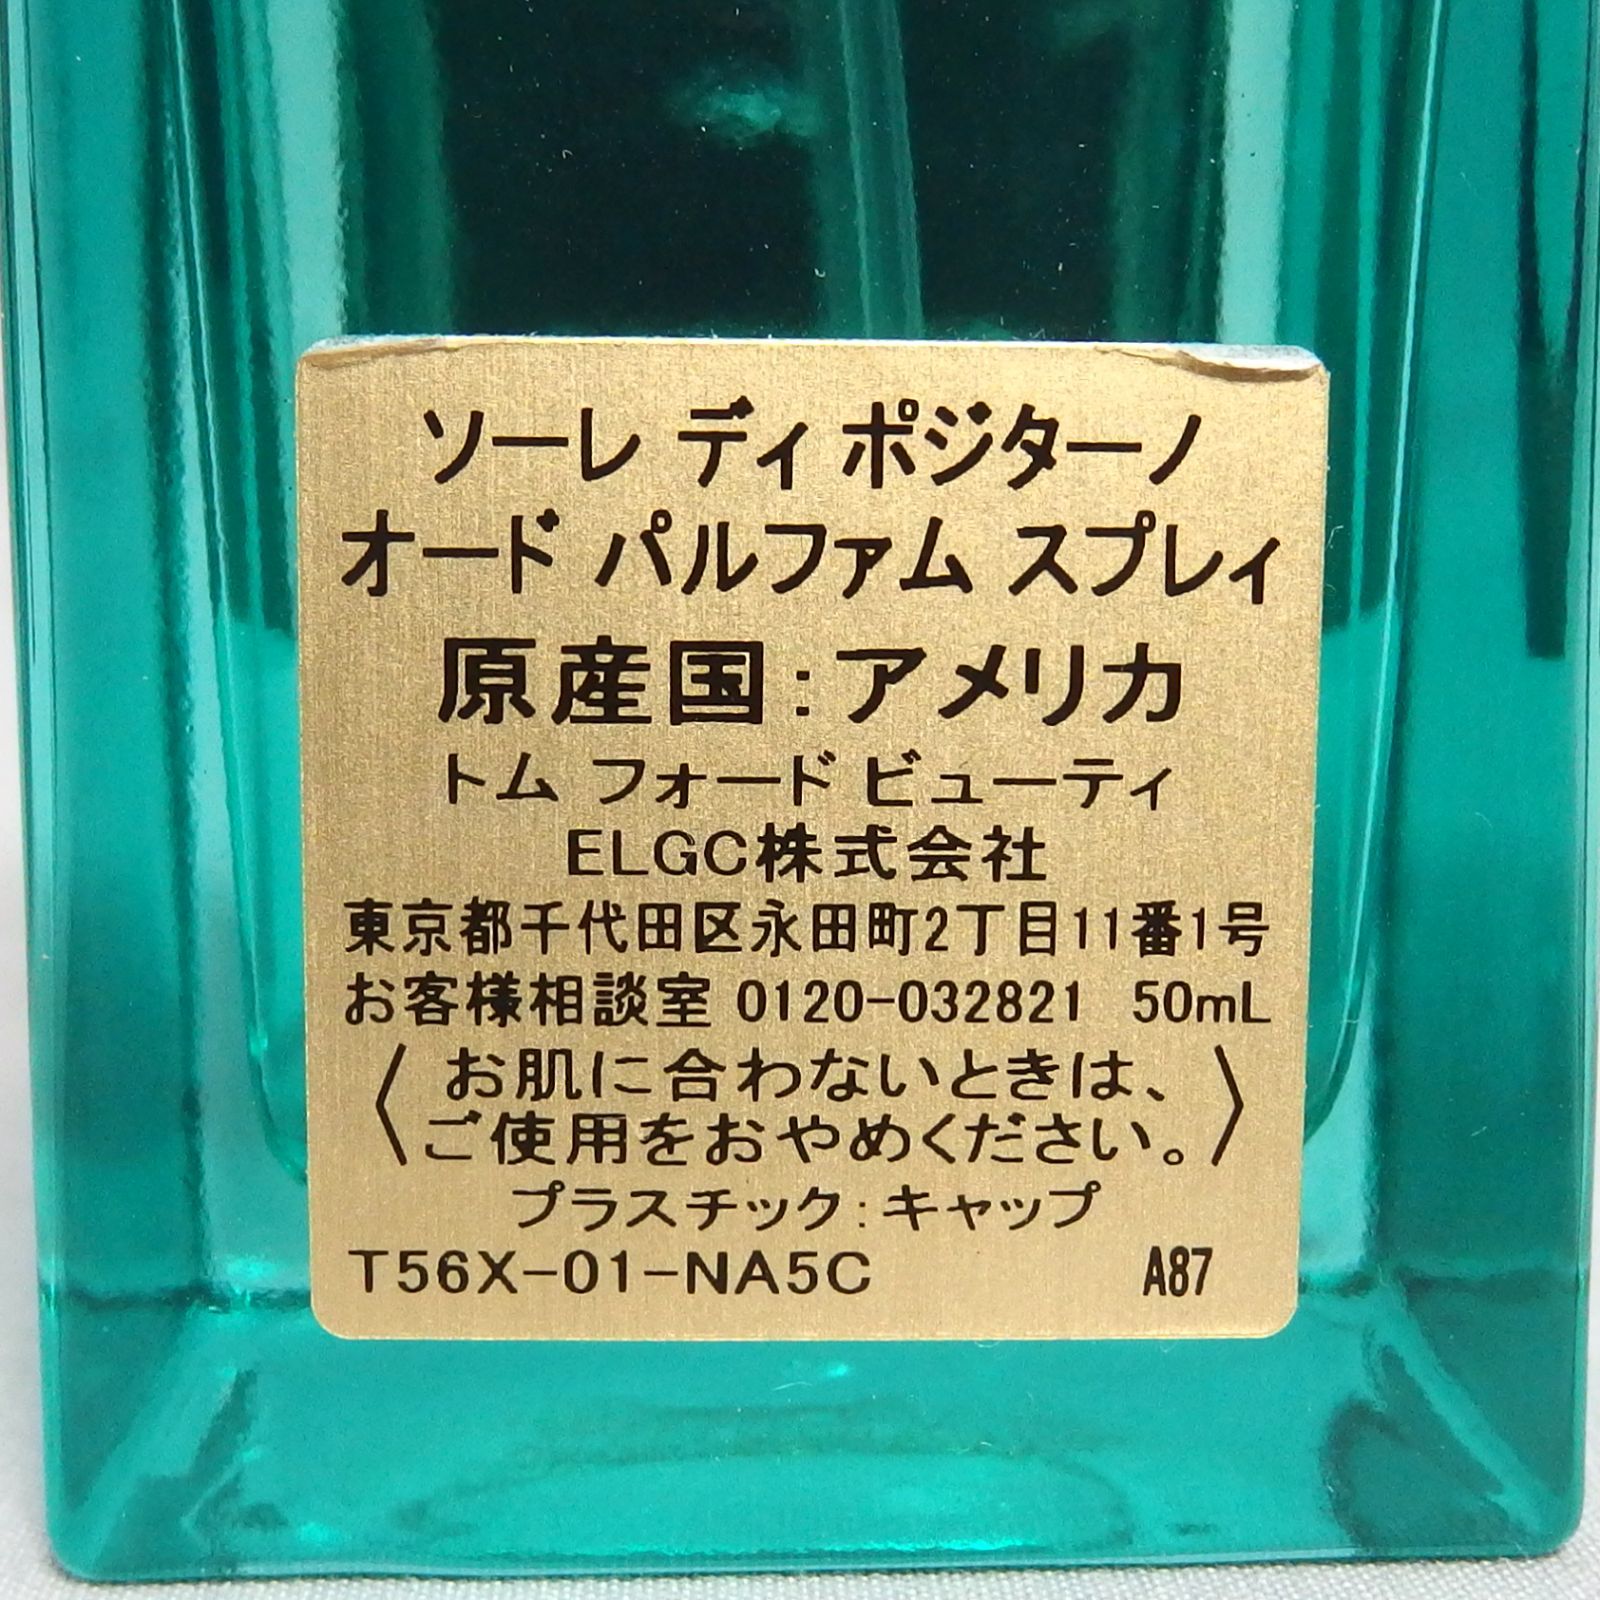 ソーレ ディ ポジターノ
オード パルファム スプレィ
原産国：アメリカ
トム フォード ビューティ
ELGC株式会社
東京都千代田区永田町2丁目11番1号
お客様相談室 0120-032821 50mL
〈お肌に合わないときは、
ご使用をおやめください。〉
プラスチック：キャップ
T56X-01-NA5C A87